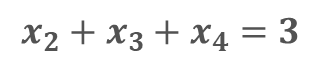 x₂ + x₃ + x₄ = 3